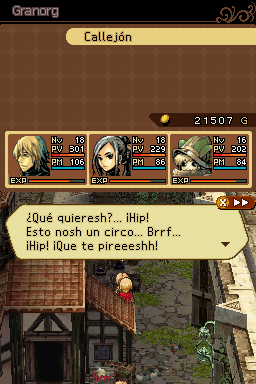 Granorg
Callejón
21507 G
Nv 18
PV 301
PM 106
EXP
Nv 18
PV 229
PM 86
EXP
Nv 16
PV 202
PM 84
EXP
X
¿Qué quieresh?... ¡Hip!
Esto nosh un circo... Brrf...
¡Hip! ¡Que te pireeeshh!